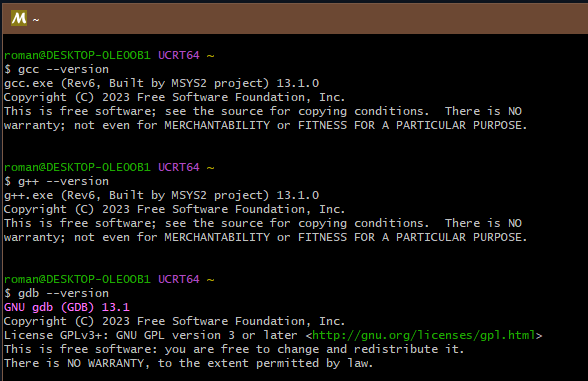 M ~
roman@DESKTOP-OLEOOB1 UCRT64 ~
$ gcc --version
gcc.exe (Rev6, Built by MSYS2 project) 13.1.0
Copyright (C) 2023 Free Software Foundation, Inc.
This is free software; see the source for copying conditions.  There is NO
warranty; not even for MERCHANTABILITY or FITNESS FOR A PARTICULAR PURPOSE.
roman@DESKTOP-OLEOOB1 UCRT64 ~
$ g++ --version
g++.exe (Rev6, Built by MSYS2 project) 13.1.0
Copyright (C) 2023 Free Software Foundation, Inc.
This is free software; see the source for copying conditions.  There is NO
warranty; not even for MERCHANTABILITY or FITNESS FOR A PARTICULAR PURPOSE.
roman@DESKTOP-OLEOOB1 UCRT64 ~
$ gdb --version
GNU gdb (GDB) 13.1
Copyright (C) 2023 Free Software Foundation, Inc.
License GPLv3+: GNU GPL version 3 or later <http://gnu.org/licenses/gpl.html>
This is free software: you are free to change and redistribute it.
There is NO WARRANTY, to the extent permitted by law.